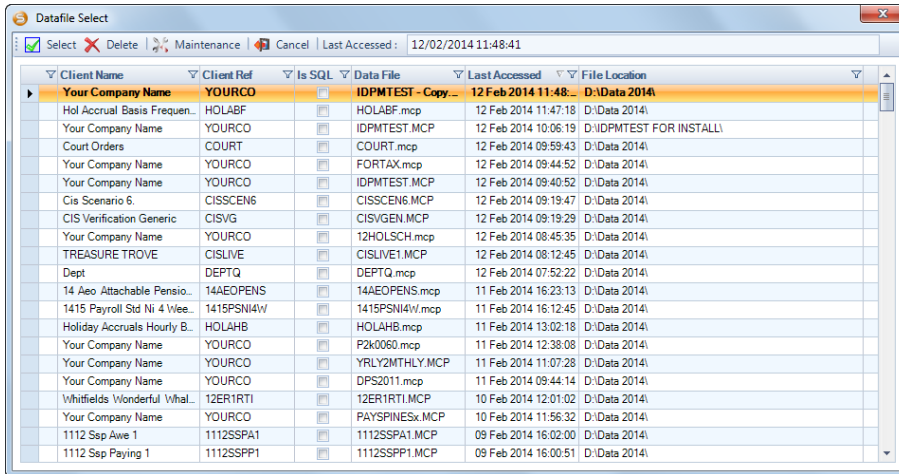 Datafile Select
Select Delete Maintenance Cancel Last Accessed : 12/02/2014 11:48:41
Client Name Client Ref Is SQL Data File Last Accessed File Location
Your Company Name YOURCO IDPMTEST - Copy... 12 Feb 2014 11:48:... D:\Data 2014\
Hol Accrual Basis Frequen... HOLABF HOLABF.mcp 12 Feb 2014 11:47:18 D:\Data 2014\
Your Company Name YOURCO IDPMTEST.MCP 12 Feb 2014 10:06:19 D:\IDPMTEST FOR INSTALL\
Court Orders COURT COURT.mcp 12 Feb 2014 09:59:43 D:\Data 2014\
Your Company Name YOURCO FORTAX.mcp 12 Feb 2014 09:44:52 D:\Data 2014\
Your Company Name YOURCO IDPMTEST.MCP 12 Feb 2014 09:40:52 D:\Data 2014\
Cis Scenario 6. CISSCEN6 CISSCEN6.MCP 12 Feb 2014 09:19:47 D:\Data 2014\
CIS Verification Generic CISVG CISVGEN.MCP 12 Feb 2014 09:19:29 D:\Data 2014\
Your Company Name YOURCO 12HOLSCH.mcp 12 Feb 2014 08:45:35 D:\Data 2014\
TREASURE TROVE CISLIVE CISLIVE1.MCP 12 Feb 2014 08:12:45 D:\Data 2014\
Dept DEPTQ DEPTQ.mcp 12 Feb 2014 07:52:22 D:\Data 2014\
14 Aeo Attachable Pensio... 14AEOPENS 14AEOPENS.mcp 11 Feb 2014 16:23:13 D:\Data 2014\
1415 Payroll Std Ni 4 Wee... 1415PSNI4W 1415PSNI4W.mcp 11 Feb 2014 16:12:45 D:\Data 2014\
Holiday Accruals Hourly B... HOLAHB HOLAHB.mcp 11 Feb 2014 13:02:18 D:\Data 2014\
Your Company Name YOURCO P2k0060.mcp 11 Feb 2014 12:38:08 D:\Data 2014\
Your Company Name YOURCO YRLY2MTHLY.MCP 11 Feb 2014 11:07:28 D:\Data 2014\
Your Company Name YOURCO DPS2011.mcp 11 Feb 2014 09:44:14 D:\Data 2014\
Whitfields Wonderful Whal... 12ER1RTI 12ER1RTI.MCP 10 Feb 2014 12:01:02 D:\Data 2014\
Your Company Name YOURCO PAYSPINESx.MCP 10 Feb 2014 11:56:32 D:\Data 2014\
1112 Ssp Awe 1 1112SSPA1 1112SSPA1.MCP 09 Feb 2014 16:02:00 D:\Data 2014\
1112 Ssp Paying 1 1112SSPP1 1112SSPP1.MCP 09 Feb 2014 16:00:51 D:\Data 2014\